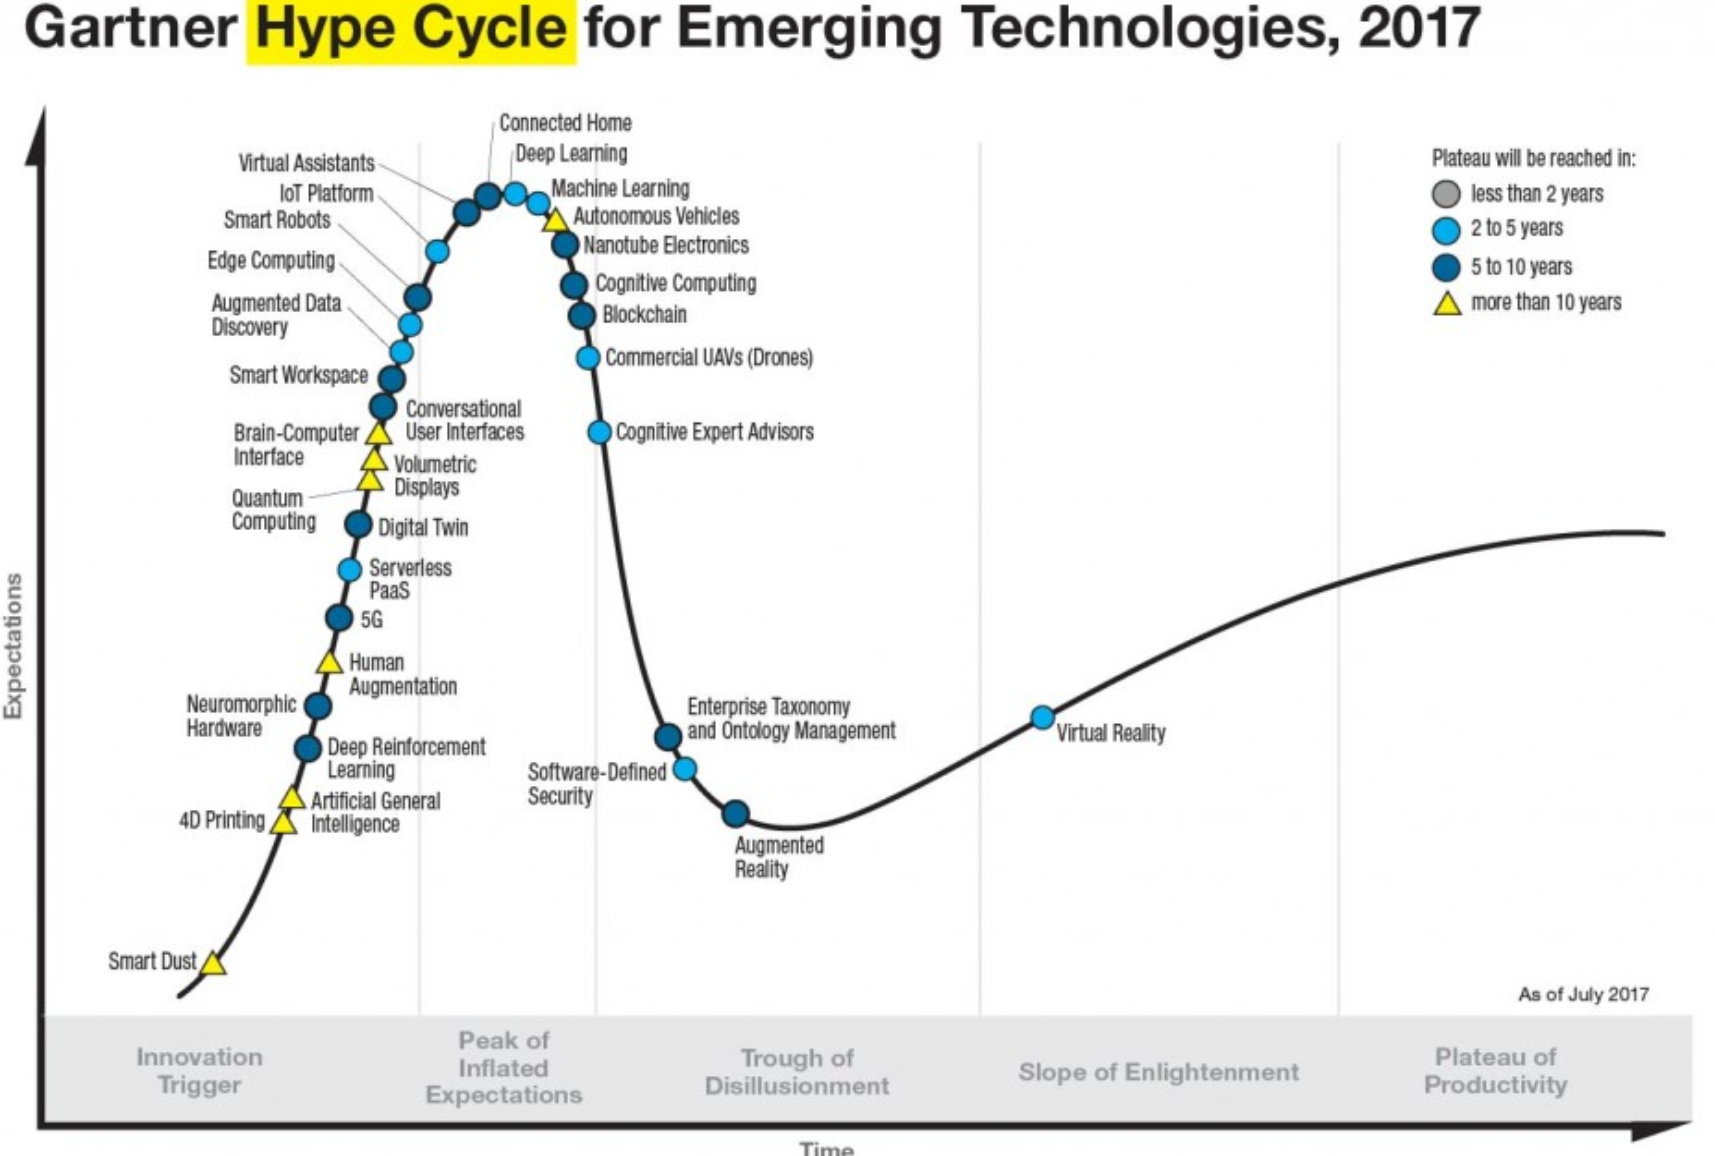 Gartner Hype Cycle for Emerging Technologies, 2017
Connected Home
Deep Learning
Virtual Assistants
IoT Platform
Smart Robots
Edge Computing
Augmented Data
Discovery
Smart Workspace
Conversational
User Interfaces
Brain-Computer
Interface
Volumetric
Displays
Quantum
Computing
Digital Twin
Serverless
PaaS
5G
Human
Augmentation
Neuromorphic
Hardware
Deep Reinforcement
Learning
Artificial General
Intelligence
4D Printing
Smart Dust
Machine Learning
Autonomous Vehicles
Nanotube Electronics
Cognitive Computing
Blockchain
Commercial UAVs (Drones)
Cognitive Expert Advisors
Enterprise Taxonomy
and Ontology Management
Software-Defined
Security
Augmented
Reality
Virtual Reality
Plateau will be reached in:
less than 2 years
2 to 5 years
5 to 10 years
more than 10 years
As of July 2017
Expectations
Innovation
Trigger
Peak of
Inflated
Expectations
Trough of
Disillusionment
Slope of Enlightenment
Plateau of
Productivity
Time